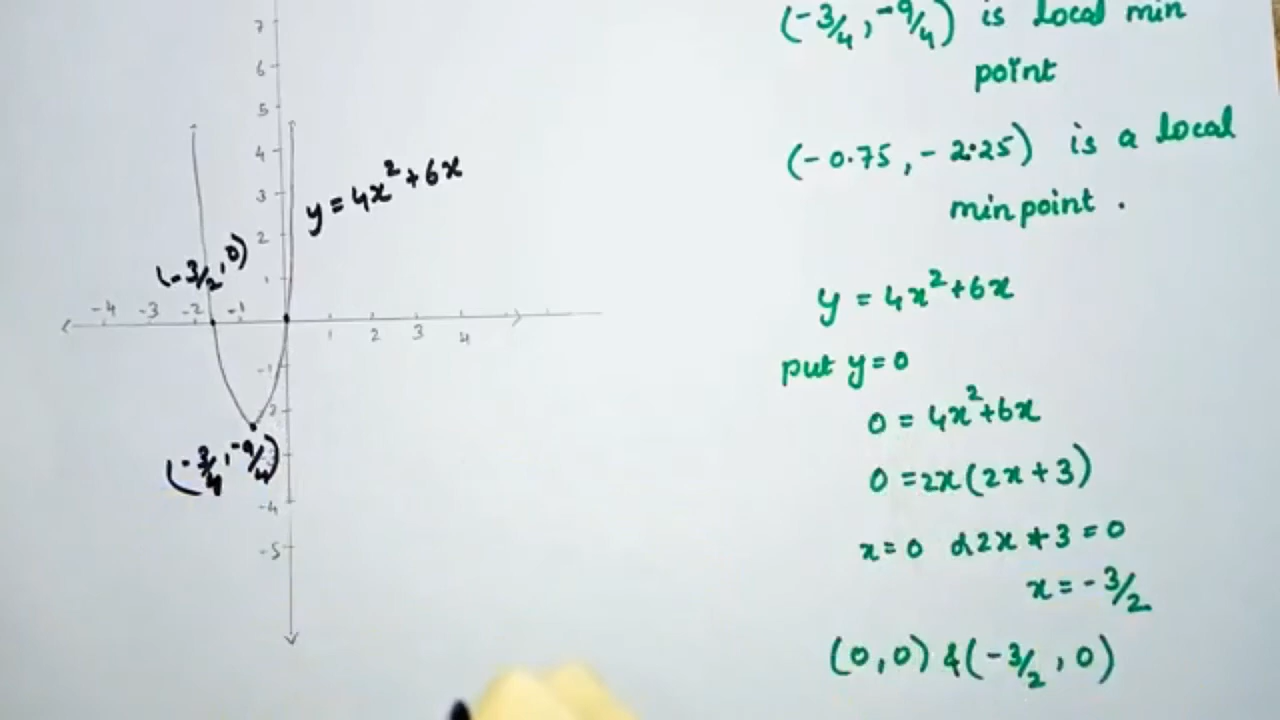 7
6
5
4
3
2
1
y = 4x² + 6x
(-3/2, 0)
-4 -3 -2 -1
1 2 3 4
-1
-2
(-3/4, -9/4)
-4
-5
(-3/4, -9/4) is local min
point
(-0.75, -2.25) is a local
min point.
y = 4x² + 6x
put y = 0
0 = 4x² + 6x
0 = 2x(2x + 3)
x = 0 & 2x + 3 = 0
x = -3/2
(0, 0) & (-3/2, 0)